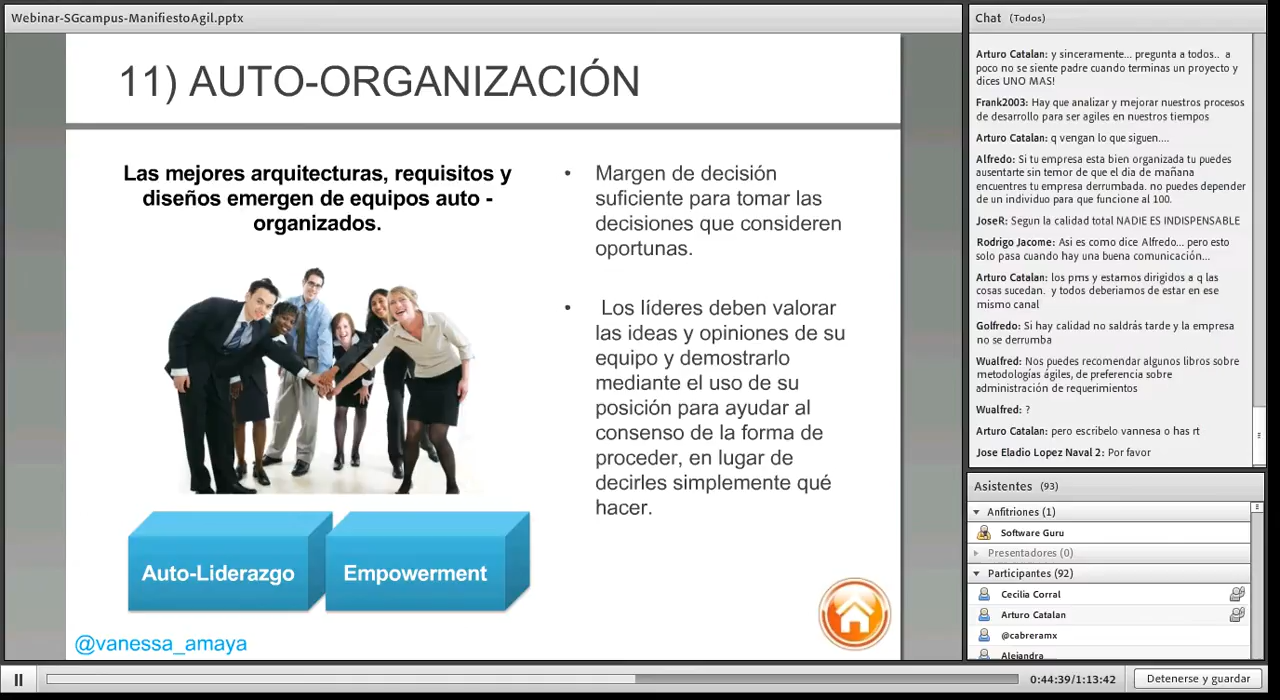 Webinar-SGcampus-ManifiestoAgil.pptx
11) AUTO-ORGANIZACIÓN
Las mejores arquitecturas, requisitos y
diseños emergen de equipos auto -
organizados.
• Margen de decisión
suficiente para tomar las
decisiones que consideren
oportunas.
• Los líderes deben valorar
las ideas y opiniones de su
equipo y demostrarlo
mediante el uso de su
posición para ayudar al
consenso de la forma de
proceder, en lugar de
decirles simplemente qué
hacer.
Auto-Liderazgo
Empowerment
@vanessa_amaya
Chat (Todos)
Arturo Catalan: y sinceramente... pregunta a todos.. a
poco no se siente padre cuando terminas un proyecto y
dices UNO MAS!
Frank2003: Hay que analizar y mejorar nuestros procesos
de desarrollo para ser agiles en nuestros tiempos
Arturo Catalan: q vengan lo que siguen....
Alfredo: Si tu empresa esta bien organizada tu puedes
ausentarte sin temor de que el dia de mañana
encuentres tu empresa derrumbada. no puedes depender
de un individuo para que funcione al 100.
JoseR: Segun la calidad total NADIE ES INDISPENSABLE
Rodrigo Jacome: Asi es como dice Alfredo... pero esto
solo pasa cuando hay una buena comunicación...
Arturo Catalan: los pms y estamos dirigidos a q las
cosas sucedan. y todos deberiamos de estar en ese
mismo canal
Golfredo: Si hay calidad no saldrás tarde y la empresa
no se derrumba
Wualfred: Nos puedes recomendar algunos libros sobre
metodologías ágiles, de preferencia sobre
administración de requerimientos
Wualfred: ?
Arturo Catalan: pero escribelo vannesa o has rt
Jose Eladio Lopez Naval 2: Por favor
Asistentes (93)
Anfitriones (1)
Software Guru
Presentadores (0)
Participantes (92)
Cecilia Corral
Arturo Catalan
@cabreramx
Alejandra
0:44:39/1:13:42
Detenerse y guardar